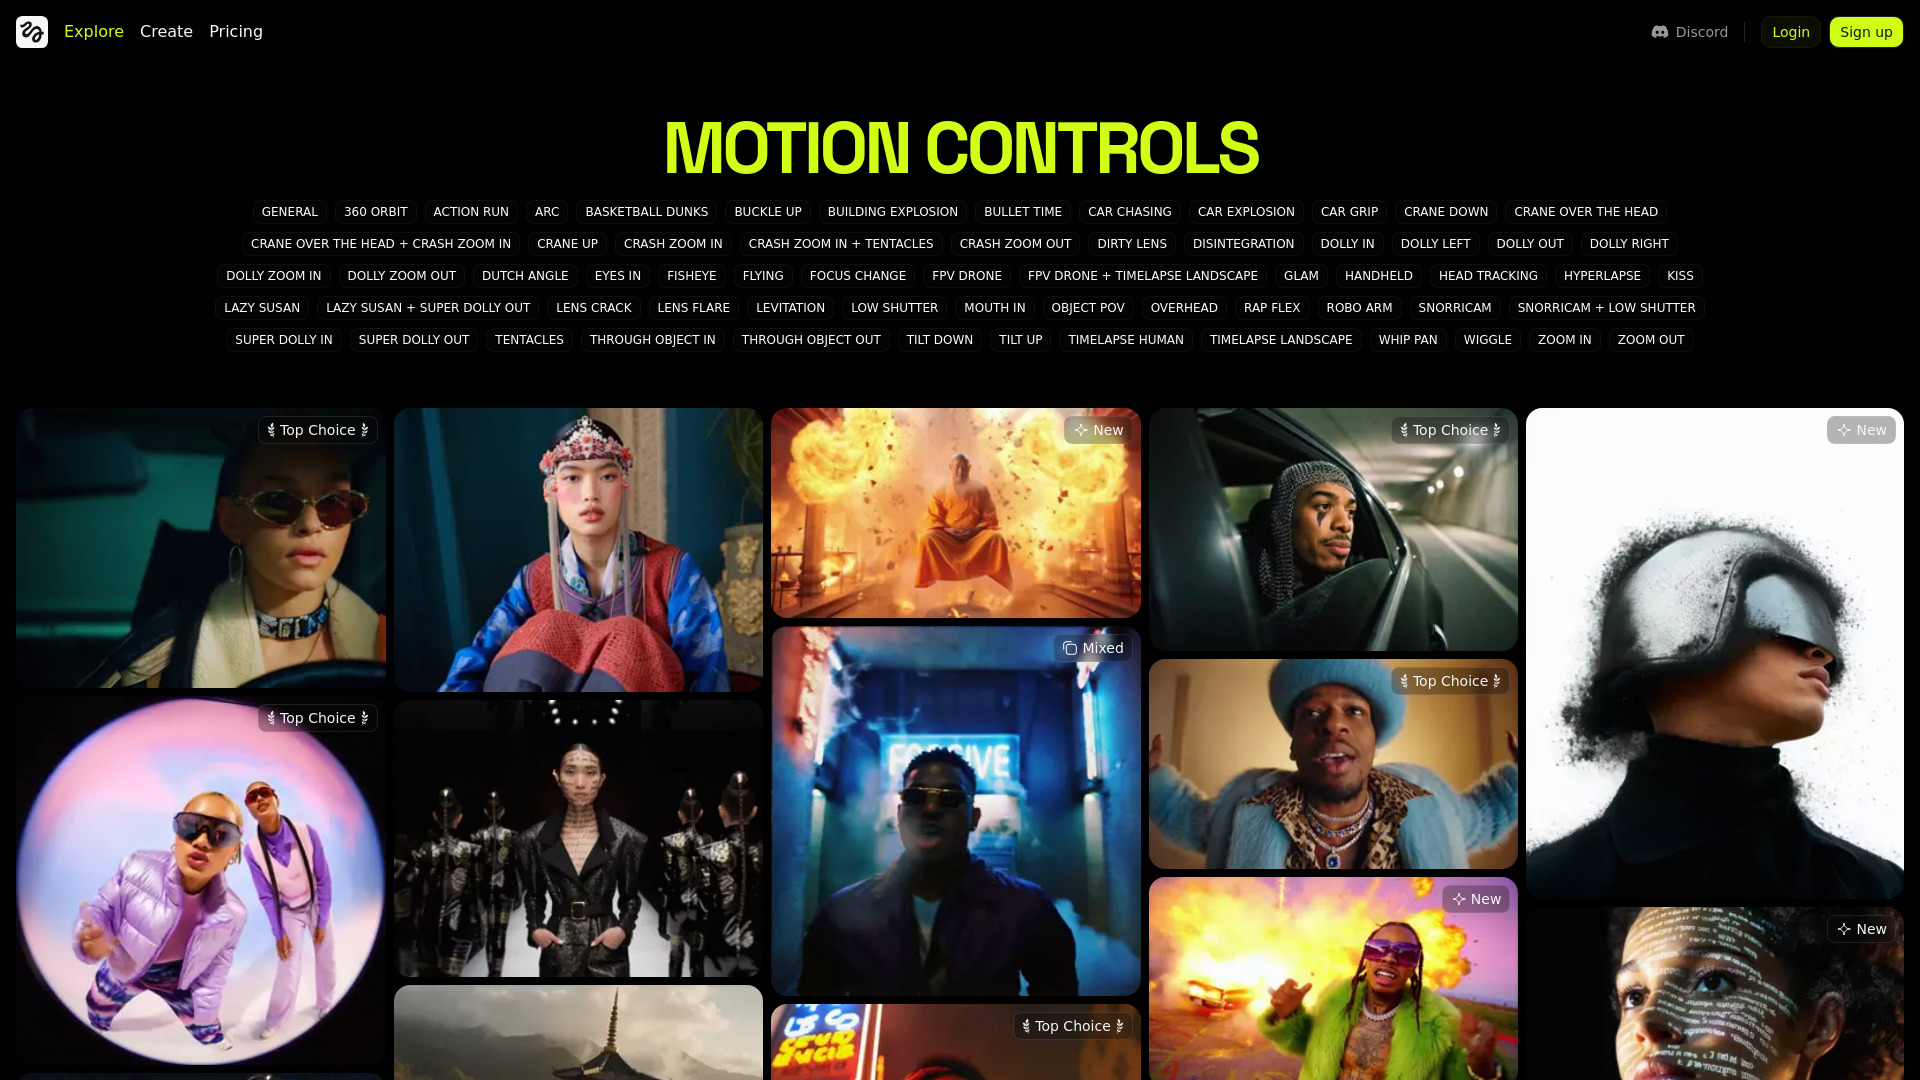 Explore Create Pricing Discord Login Sign up
MOTION CONTROLS
GENERAL 360 ORBIT ACTION RUN ARC BASKETBALL DUNKS BUCKLE UP BUILDING EXPLOSION BULLET TIME CAR CHASING CAR EXPLOSION CAR GRIP CRANE DOWN CRANE OVER THE HEAD
CRANE OVER THE HEAD + CRASH ZOOM IN CRANE UP CRASH ZOOM IN CRASH ZOOM IN + TENTACLES CRASH ZOOM OUT DIRTY LENS DISINTEGRATION DOLLY IN DOLLY LEFT DOLLY OUT DOLLY RIGHT
DOLLY ZOOM IN DOLLY ZOOM OUT DUTCH ANGLE EYES IN FISHEYE FLYING FOCUS CHANGE FPV DRONE FPV DRONE + TIMELAPSE LANDSCAPE GLAM HANDHELD HEAD TRACKING HYPERLAPSE KISS
LAZY SUSAN LAZY SUSAN + SUPER DOLLY OUT LENS CRACK LENS FLARE LEVITATION LOW SHUTTER MOUTH IN OBJECT POV OVERHEAD RAP FLEX ROBO ARM SNORRICAM SNORRICAM + LOW SHUTTER
SUPER DOLLY IN SUPER DOLLY OUT TENTACLES THROUGH OBJECT IN THROUGH OBJECT OUT TILT DOWN TILT UP TIMELAPSE HUMAN TIMELAPSE LANDSCAPE WHIP PAN WIGGLE ZOOM IN ZOOM OUT
Top Choice
New
Top Choice
New
Mixed
Top Choice
Top Choice
New
New
Top Choice